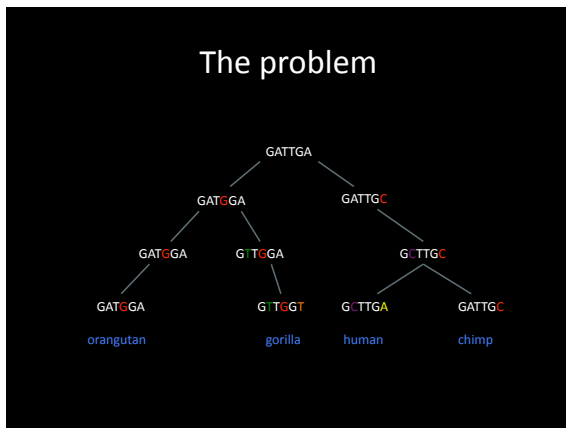 The problem
GATTGA
GATGGA GATTGC
GATGGA GTTGGA GCTTGC
GATGGA GTTGGT GCTTGA GATTGC
orangutan gorilla human chimp